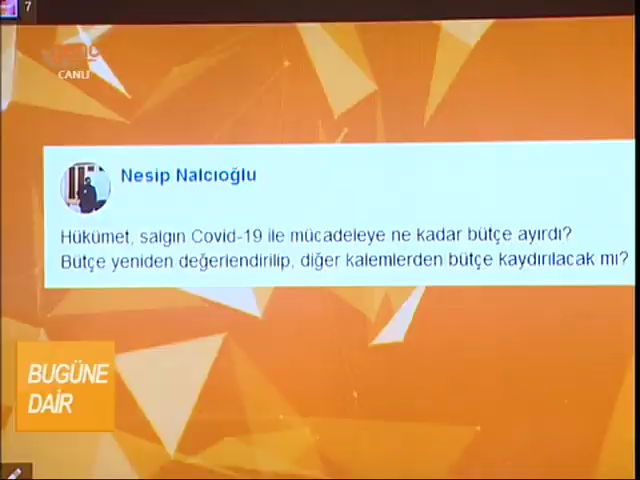 7
CANLI
Nesip Nalcıoğlu
Hükümet, salgın Covid-19 ile mücadeleye ne kadar bütçe ayırdı?
Bütçe yeniden değerlendirilip, diğer kalemlerden bütçe kaydırılacak mı?
BUGÜNE
DAİR